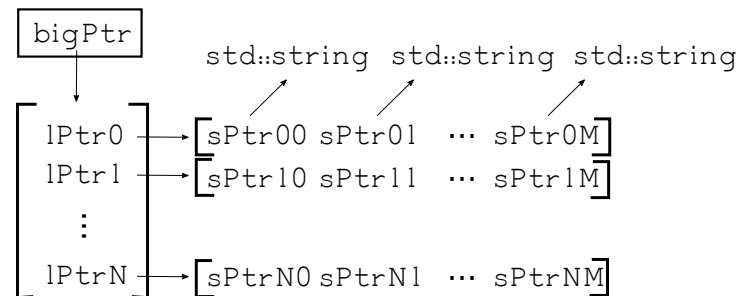 bigPtr
std::string std::string std::string
lPtr0 [sPtr00 sPtr01 ... sPtr0M]
lPtr1 [sPtr10 sPtr11 ... sPtr1M]
⋮
lPtrN [sPtrN0 sPtrN1 ... sPtrNM]